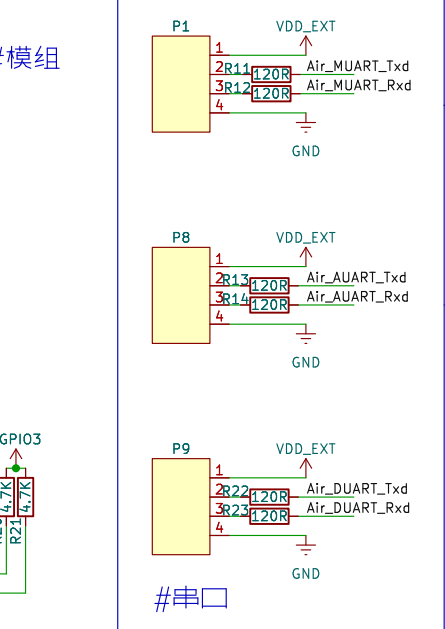 #模组
P1
VDD_EXT
1
2 R11 120R Air_MUART_Txd
3 R12 120R Air_MUART_Rxd
4
GND
P8
VDD_EXT
1
2 R13 120R Air_AUART_Txd
3 R14 120R Air_AUART_Rxd
4
GND
GPIO3
4.7K
4.7K
R21
P9
VDD_EXT
1
2 R22 120R Air_DUART_Txd
3 R23 120R Air_DUART_Rxd
4
GND
#串口